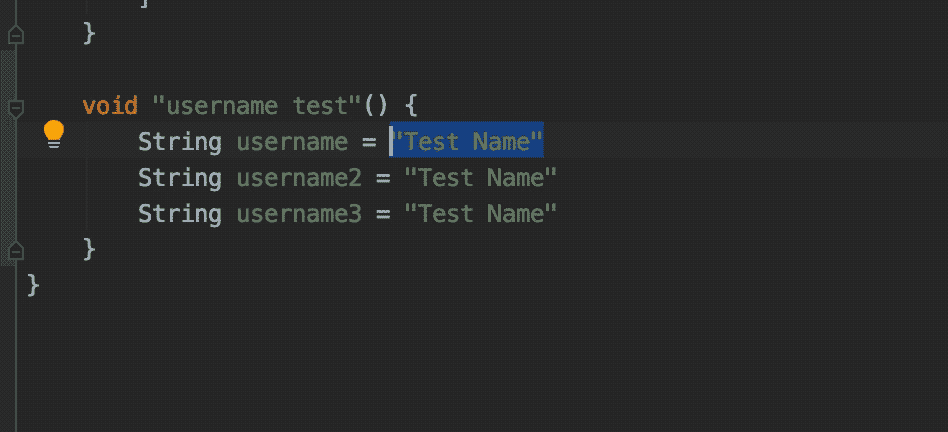 }
void "username test"() {
String username = "Test Name"
String username2 = "Test Name"
String username3 = "Test Name"
}
}